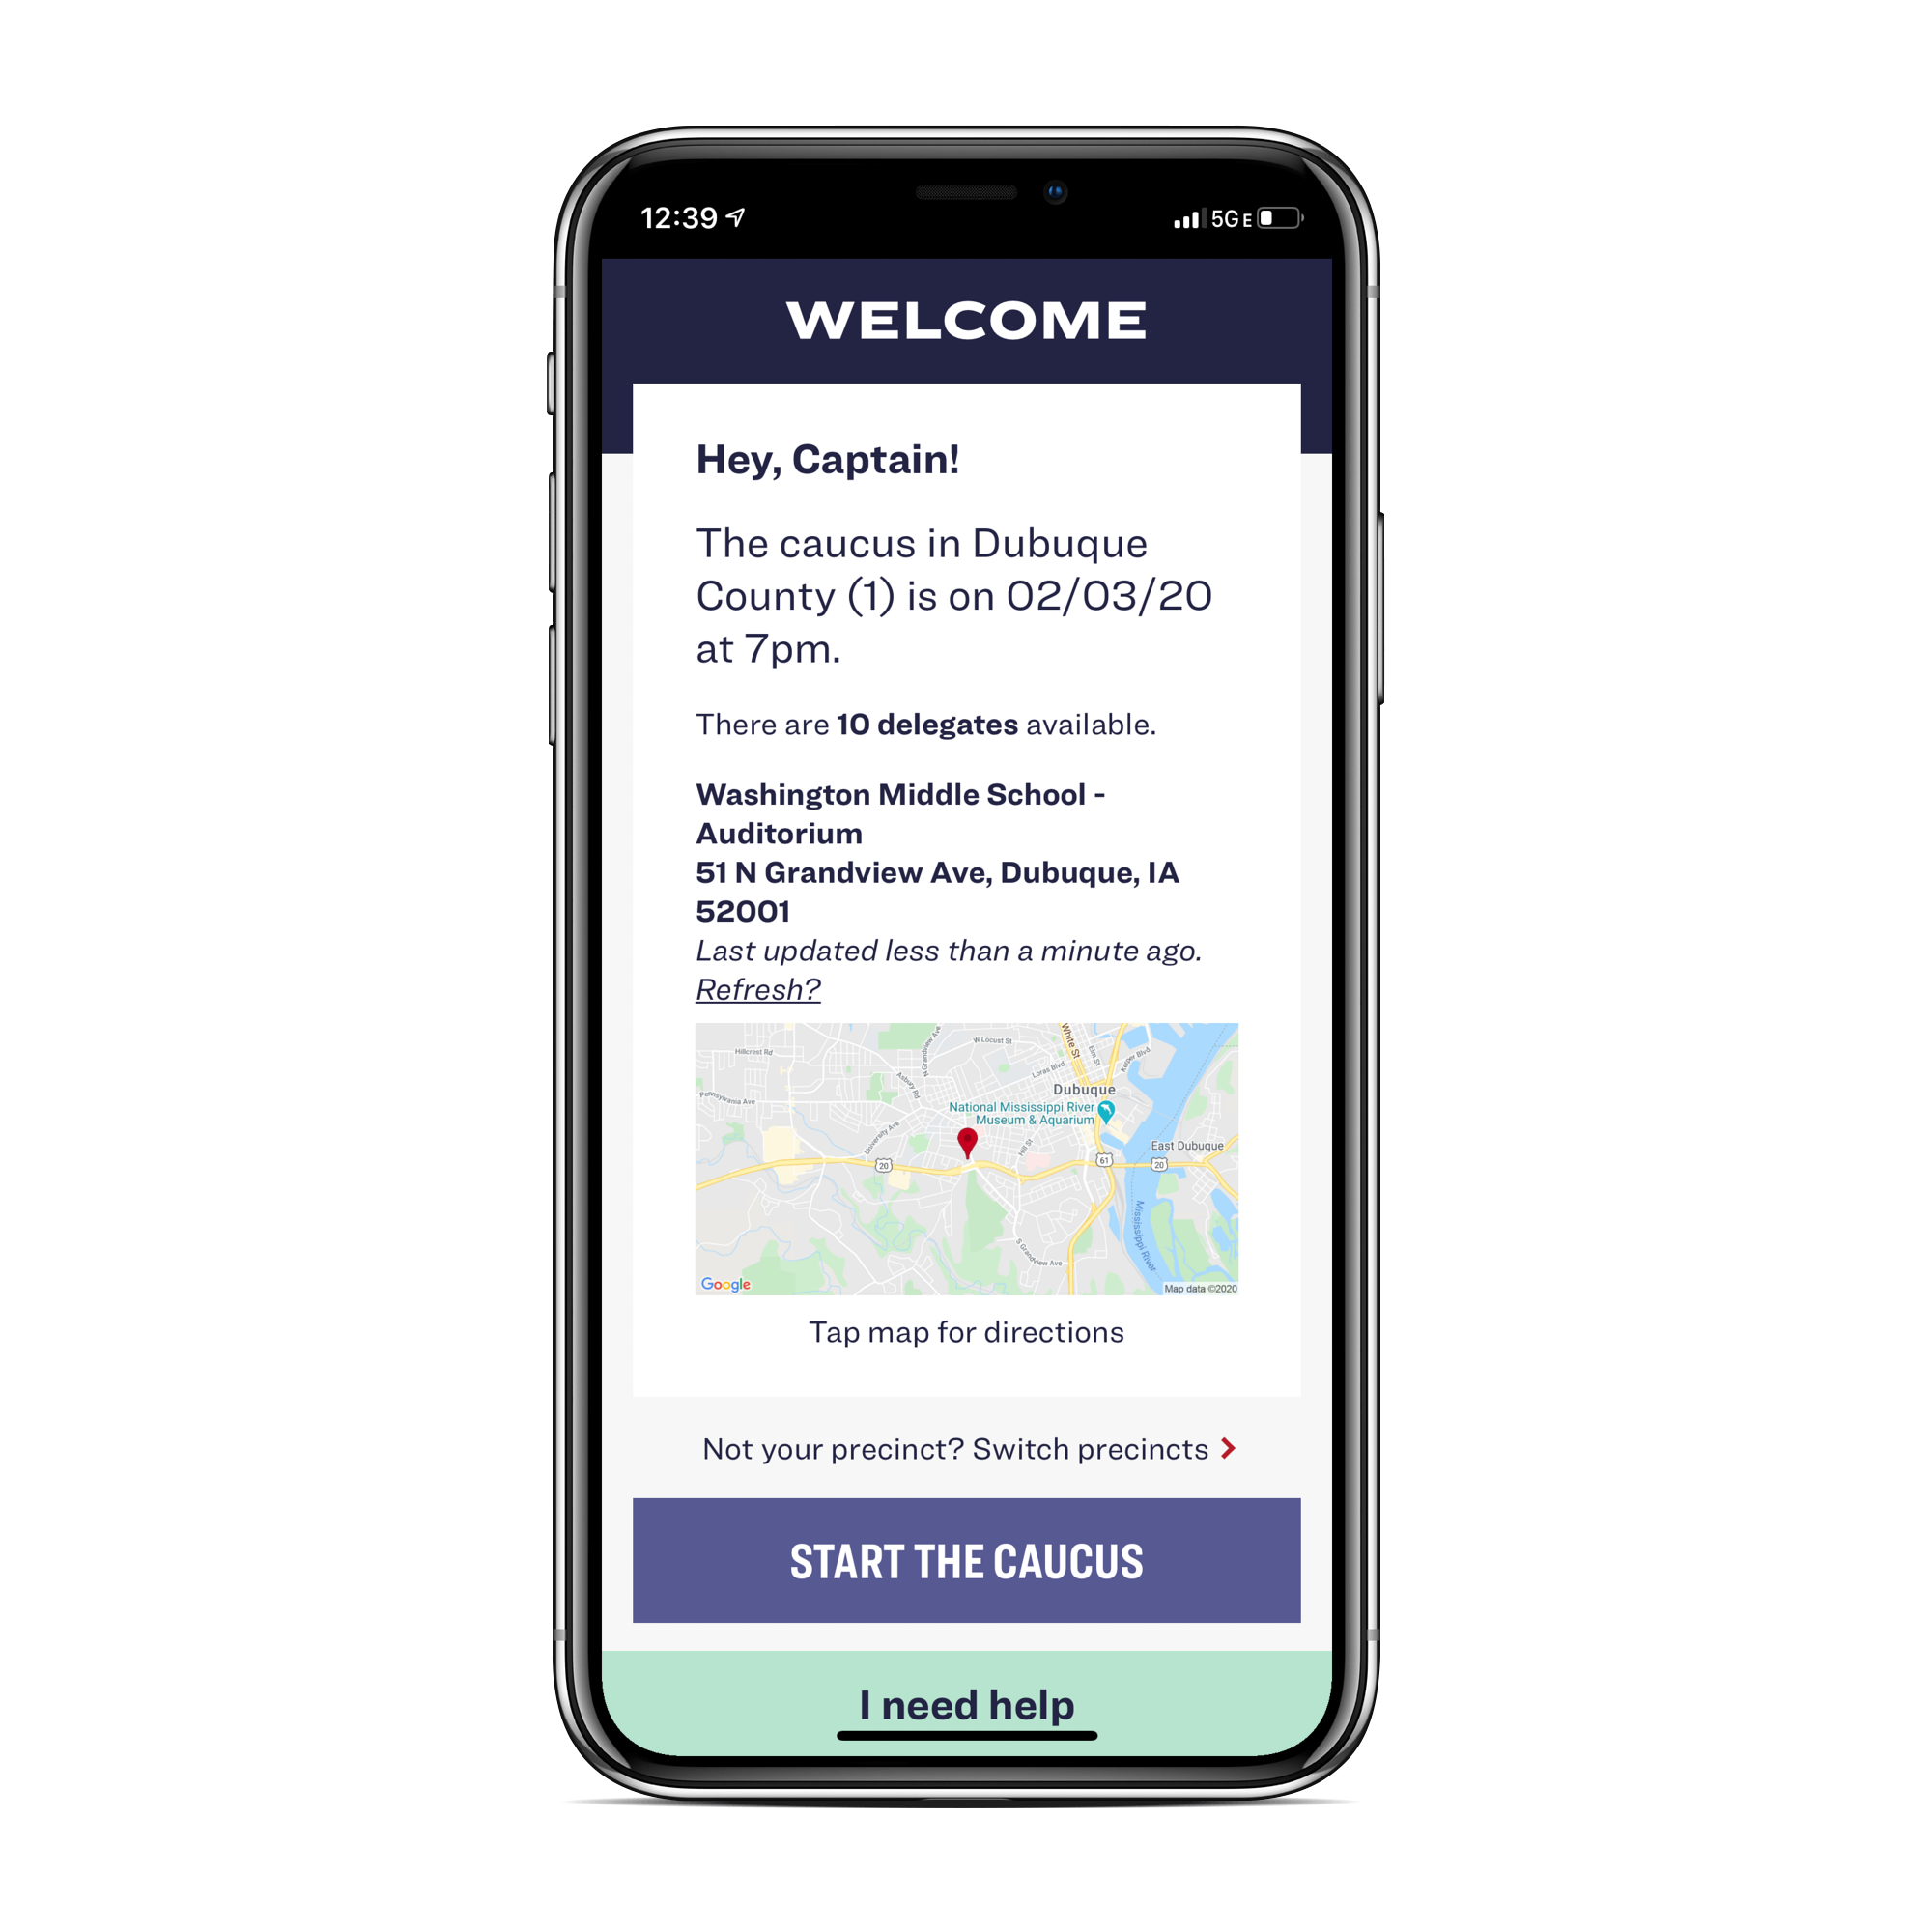 12:39
5G E
WELCOME
Hey, Captain!
The caucus in Dubuque
County (1) is on 02/03/20
at 7pm.
There are 10 delegates available.
Washington Middle School -
Auditorium
51 N Grandview Ave, Dubuque, IA
52001
Last updated less than a minute ago.
Refresh?
Hillcrest Rd
N Grandview Ave
W Locust St
White St
Elm St
Kerper Blvd
Loras Blvd
Asbury Rd
Pennsylvania Ave
Dubuque
National Mississippi River
Museum & Aquarium
University Ave
Hill St
East Dubuque
20
61
20
Mississippi River
S Grandview Ave
Google
Map data ©2020
Tap map for directions
Not your precinct? Switch precincts
START THE CAUCUS
I need help